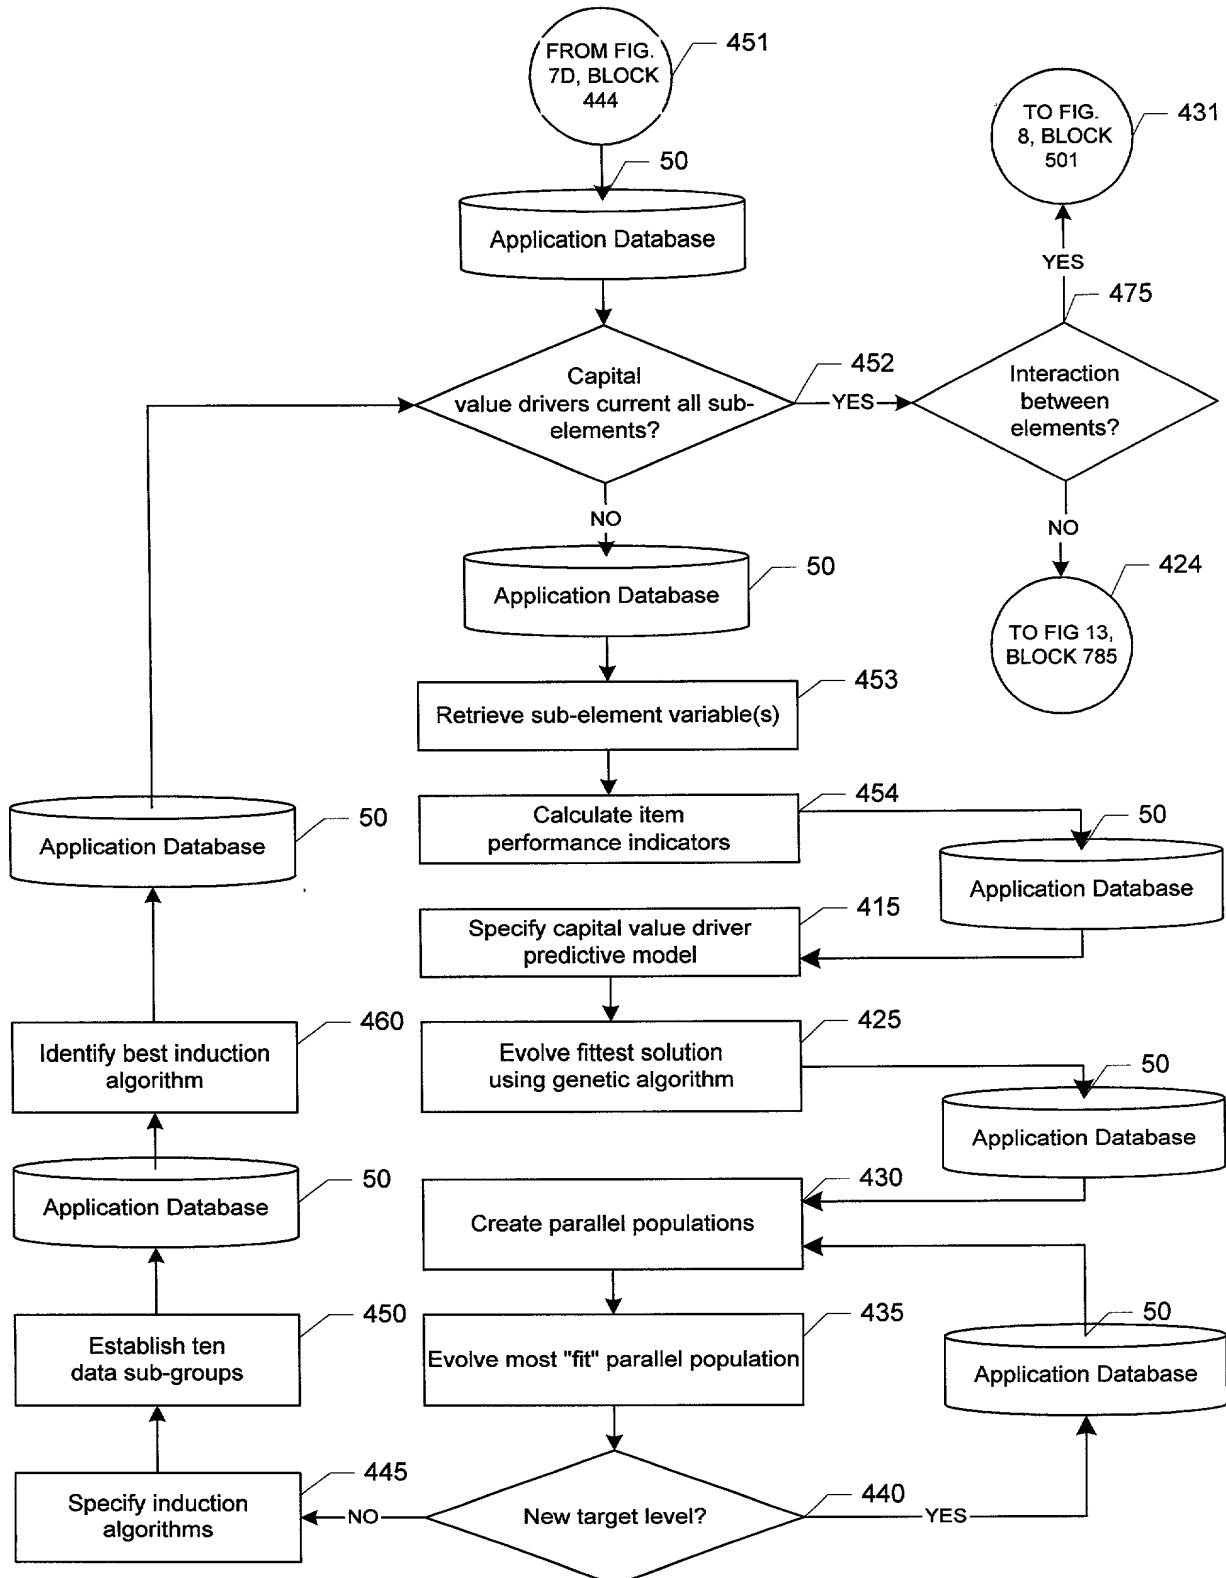 FROM FIG.
7D, BLOCK
444
451
TO FIG.
8, BLOCK
501
431
50
Application Database
YES
475
Capital
value drivers current all sub-
elements?
452
YES
Interaction
between
elements?
NO
NO
50
Application Database
424
TO FIG 13,
BLOCK 785
453
Retrieve sub-element variable(s)
454
Calculate item
performance indicators
50
Application Database
50
Application Database
415
Specify capital value driver
predictive model
460
Identify best induction
algorithm
425
Evolve fittest solution
using genetic algorithm
50
Application Database
50
Application Database
430
Create parallel populations
450
Establish ten
data sub-groups
435
Evolve most "fit" parallel population
50
Application Database
445
Specify induction
algorithms
NO
New target level?
440
YES